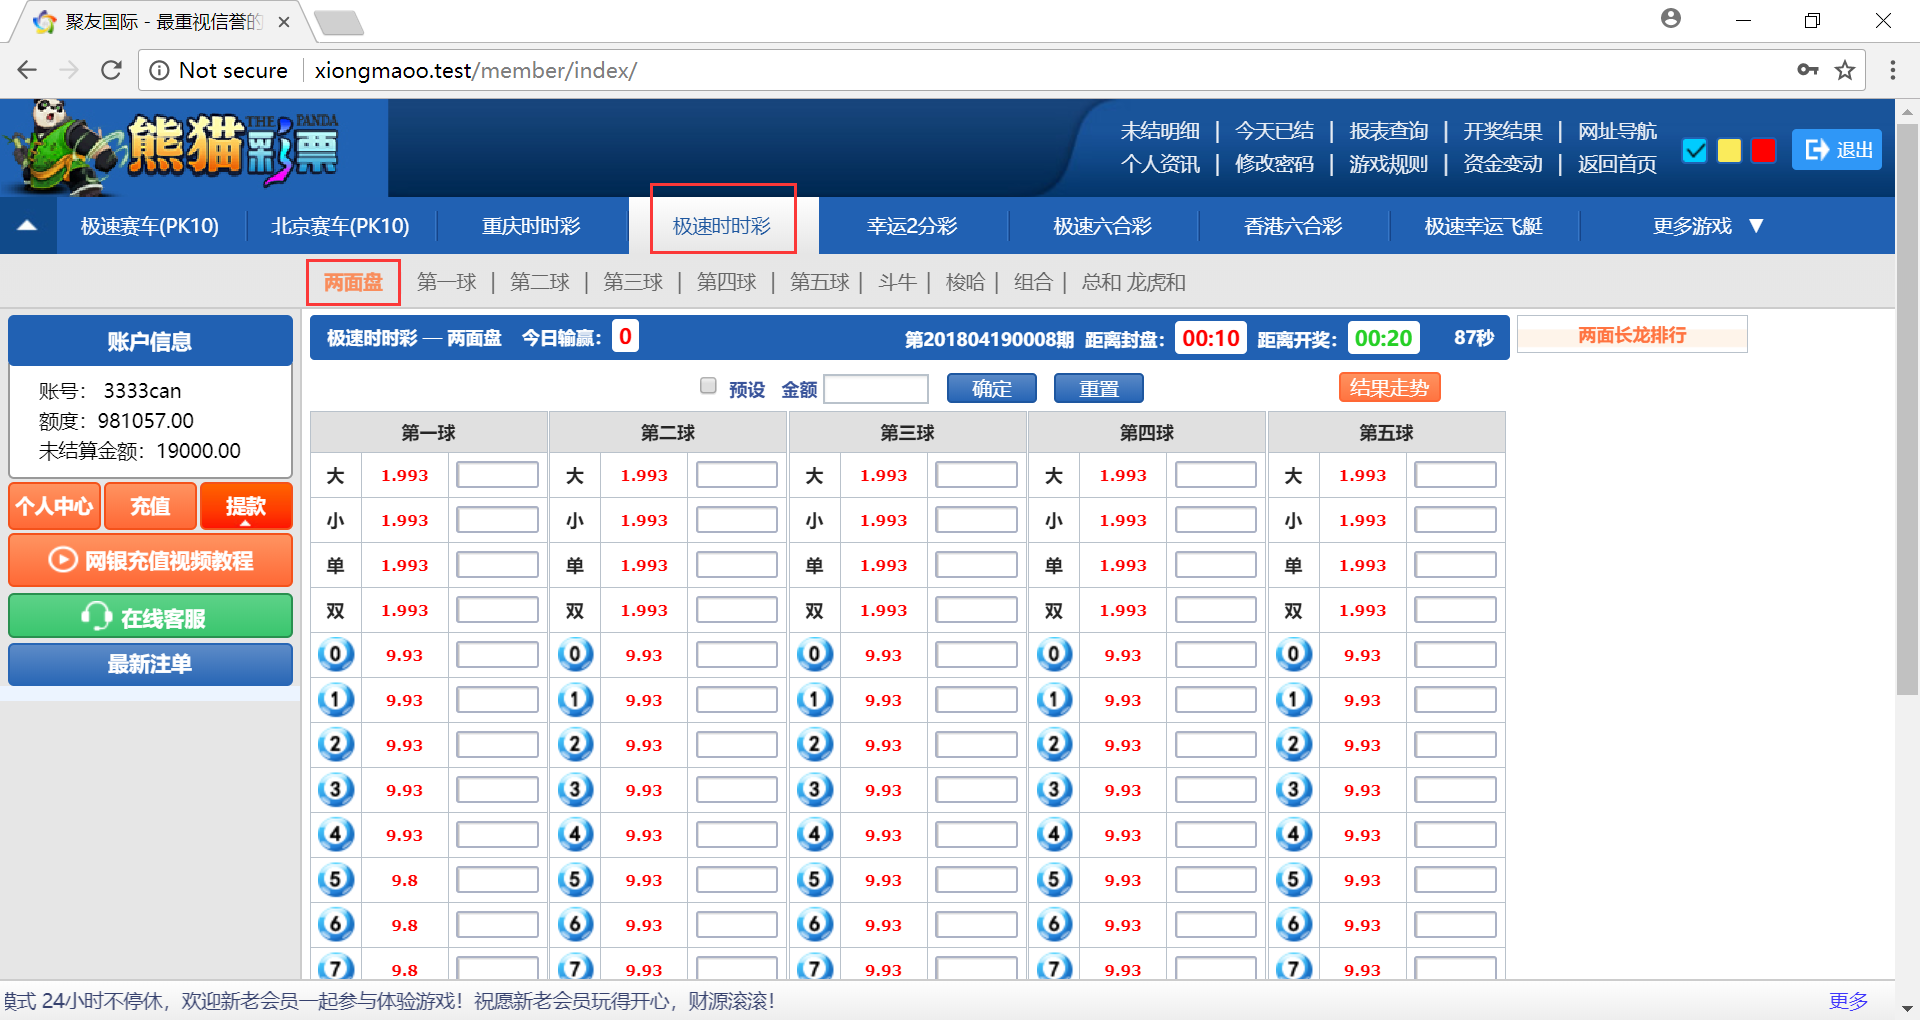 聚友国际 - 最重视信誉的
Not secure xiongmaoo.test/member/index/
熊猫彩票 THE PANDA
未结明细 | 今天已结 | 报表查询 | 开奖结果 | 网址导航
个人资讯 | 修改密码 | 游戏规则 | 资金变动 | 返回首页
退出
极速赛车(PK10) 北京赛车(PK10) 重庆时时彩 极速时时彩 幸运2分彩 极速六合彩 香港六合彩 极速幸运飞艇 更多游戏 ▼
两面盘 第一球 | 第二球 | 第三球 | 第四球 | 第五球 | 斗牛 | 梭哈 | 组合 | 总和 龙虎和
账户信息
账号： 3333can
额度：981057.00
未结算金额：19000.00
个人中心 充值 提款
网银充值视频教程
在线客服
最新注单
极速时时彩 — 两面盘 今日输赢： 0 第201804190008期 距离封盘： 00:10 距离开奖： 00:20 87秒
两面长龙排行
预设 金额 确定 重置 结果走势
第一球 第二球 第三球 第四球 第五球
大 1.993 大 1.993 大 1.993 大 1.993 大 1.993
小 1.993 小 1.993 小 1.993 小 1.993 小 1.993
单 1.993 单 1.993 单 1.993 单 1.993 单 1.993
双 1.993 双 1.993 双 1.993 双 1.993 双 1.993
0 9.93 0 9.93 0 9.93 0 9.93 0 9.93
1 9.93 1 9.93 1 9.93 1 9.93 1 9.93
2 9.93 2 9.93 2 9.93 2 9.93 2 9.93
3 9.93 3 9.93 3 9.93 3 9.93 3 9.93
4 9.93 4 9.93 4 9.93 4 9.93 4 9.93
5 9.8 5 9.93 5 9.93 5 9.93 5 9.93
6 9.8 6 9.93 6 9.93 6 9.93 6 9.93
7 9.8 7 9.93 7 9.93 7 9.93 7 9.93
模式 24小时不停休，欢迎新老会员一起参与体验游戏！祝愿新老会员玩得开心，财源滚滚！
更多